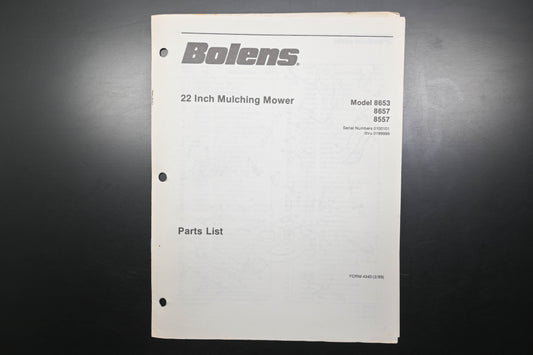 Bolens®
22 Inch Mulching Mower
Model 8653
8657
8557
Serial Numbers 0100101
thru 0199999
Parts List
FORM 4340 (3/89)